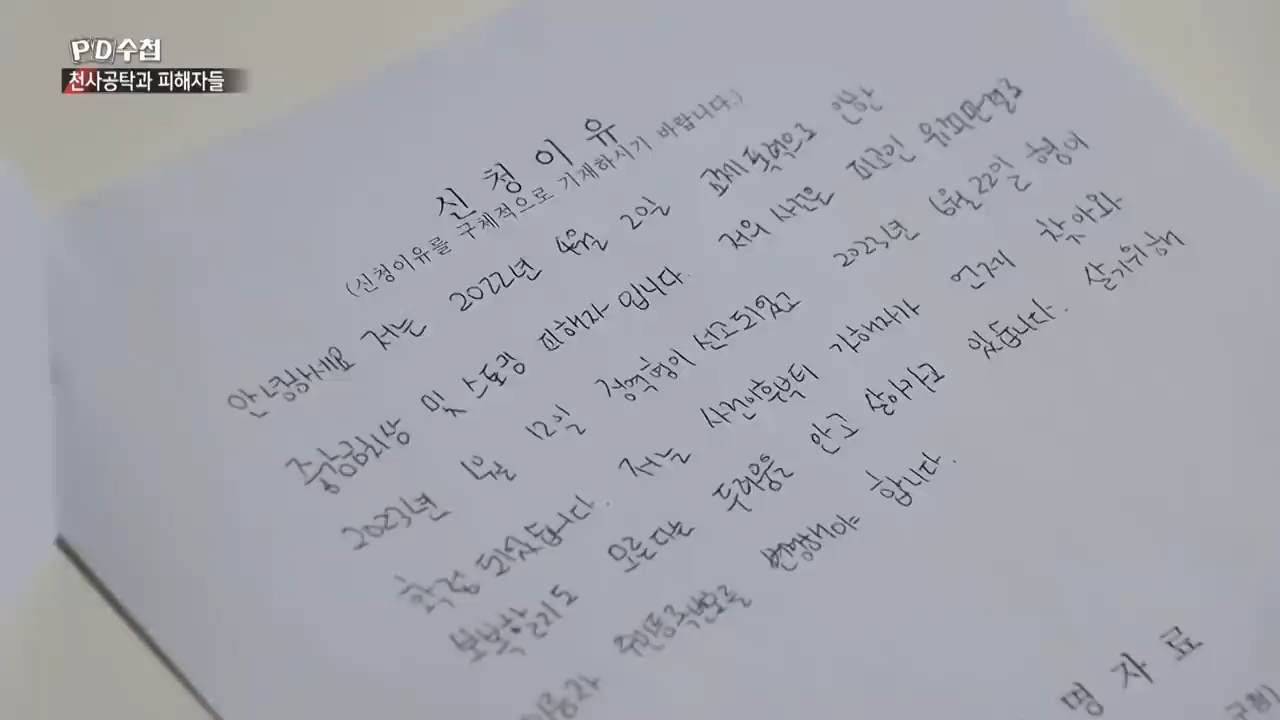 PD수첩
천사공탁과 피해자들
신 청 이 유
(신청이유를 구체적으로 기재하시기 바랍니다.)
안녕하세요 저는 2022년 4월 2일 교제폭력으로 인한
중감금치상 및 스토킹 피해자 입니다. 저의 사건은 피고인
2023년 4월 12일 징역형이 선고되었고 2023년 6월 22일 형이
확정 되었습니다. 저는 사건이후부터 가해자가 언제 찾아와
보복할지도 모른다는 두려움을 안고 살아가고 있습니다. 살기위해
주민등록번호를 변경해야 합니다.
명 자 료
구청)